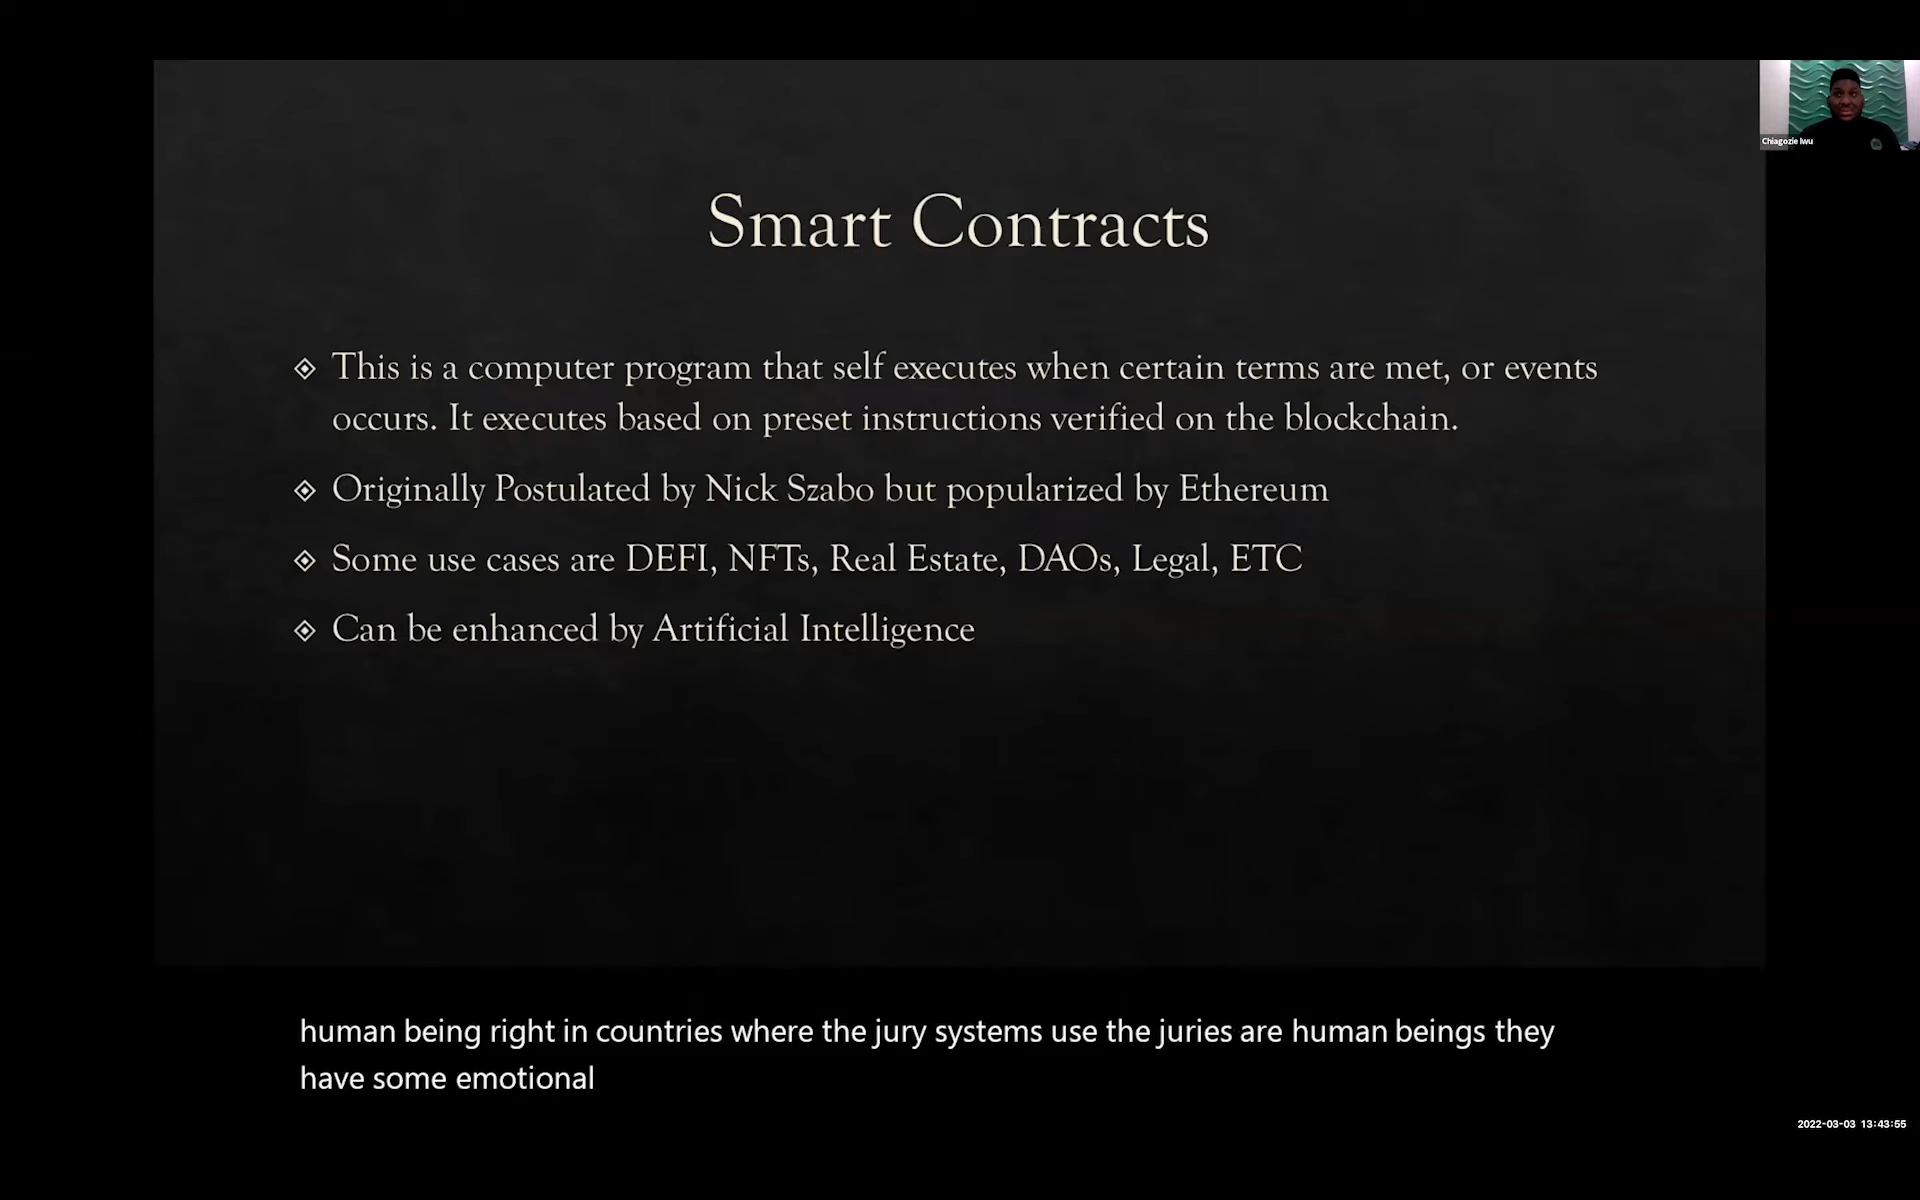 Chiagozie Iwu
Smart Contracts
This is a computer program that self executes when certain terms are met, or events
occurs. It executes based on preset instructions verified on the blockchain.
Originally Postulated by Nick Szabo but popularized by Ethereum
Some use cases are DEFI, NFTs, Real Estate, DAOs, Legal, ETC
Can be enhanced by Artificial Intelligence
human being right in countries where the jury systems use the juries are human beings they
have some emotional
2022-03-03 13:43:55